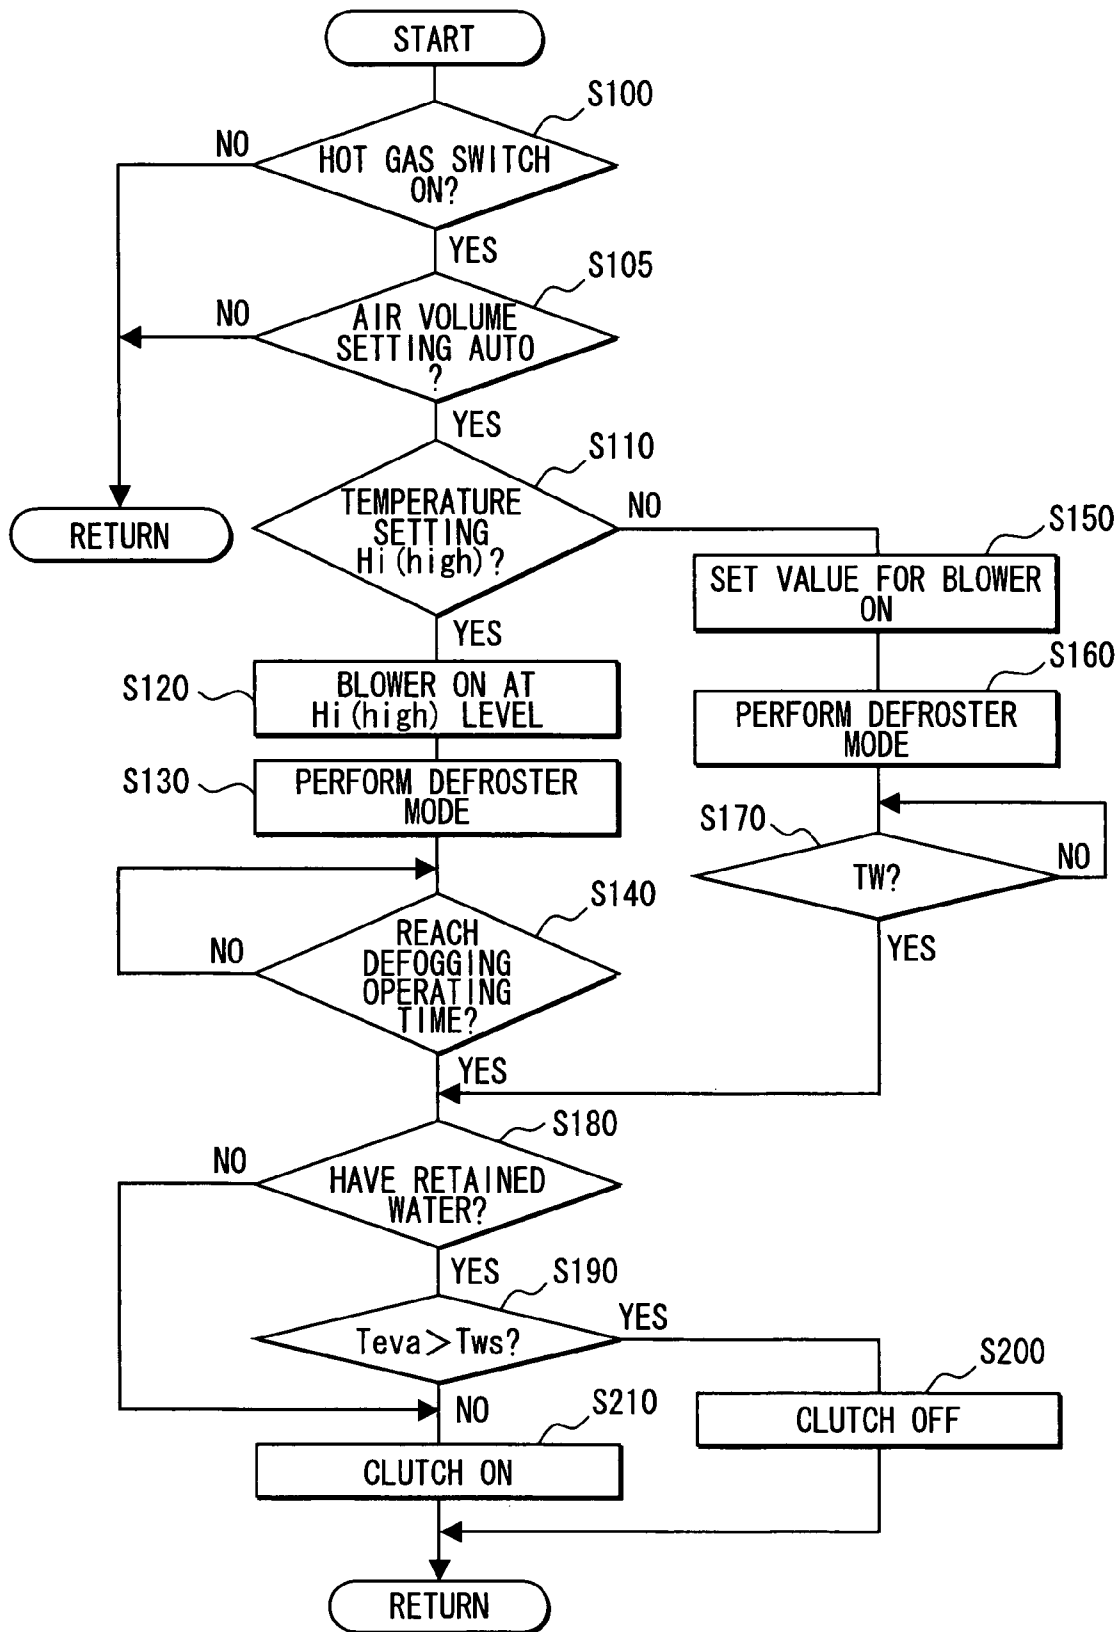 START
S100
NO
HOT GAS SWITCH
ON?
YES
S105
NO
AIR VOLUME
SETTING AUTO
?
YES
S110
TEMPERATURE
SETTING
Hi(high)?
NO
RETURN
S150
SET VALUE FOR BLOWER
ON
YES
S120
BLOWER ON AT
Hi(high) LEVEL
S160
PERFORM DEFROSTER
MODE
S130
PERFORM DEFROSTER
MODE
S170
TW?
NO
YES
S140
NO
REACH
DEFOGGING
OPERATING
TIME?
YES
S180
NO
HAVE RETAINED
WATER?
YES
S190
Teva>Tws?
YES
S200
CLUTCH OFF
NO
S210
CLUTCH ON
RETURN